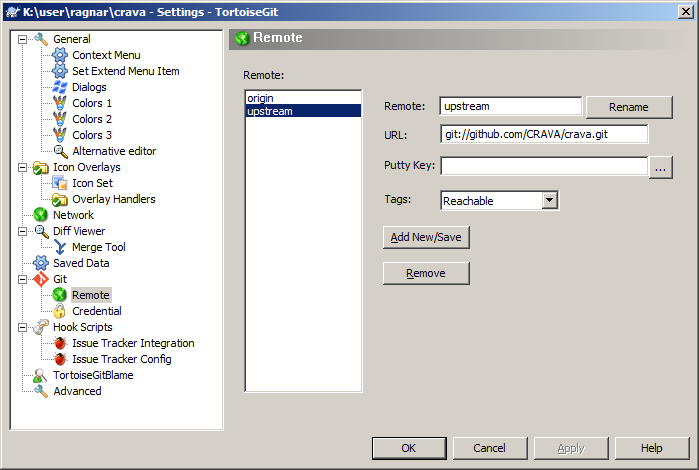 K:\user\ragnar\crava - Settings - TortoiseGit
General
Context Menu
Set Extend Menu Item
Dialogs
Colors 1
Colors 2
Colors 3
Alternative editor
Icon Overlays
Icon Set
Overlay Handlers
Network
Diff Viewer
Merge Tool
Saved Data
Git
Remote
Credential
Hook Scripts
Issue Tracker Integration
Issue Tracker Config
TortoiseGitBlame
Advanced
Remote
Remote:
origin
upstream
Remote: upstream Rename
URL: git://github.com/CRAVA/crava.git
Putty Key: ...
Tags: Reachable
Add New/Save
Remove
OK Cancel Apply Help